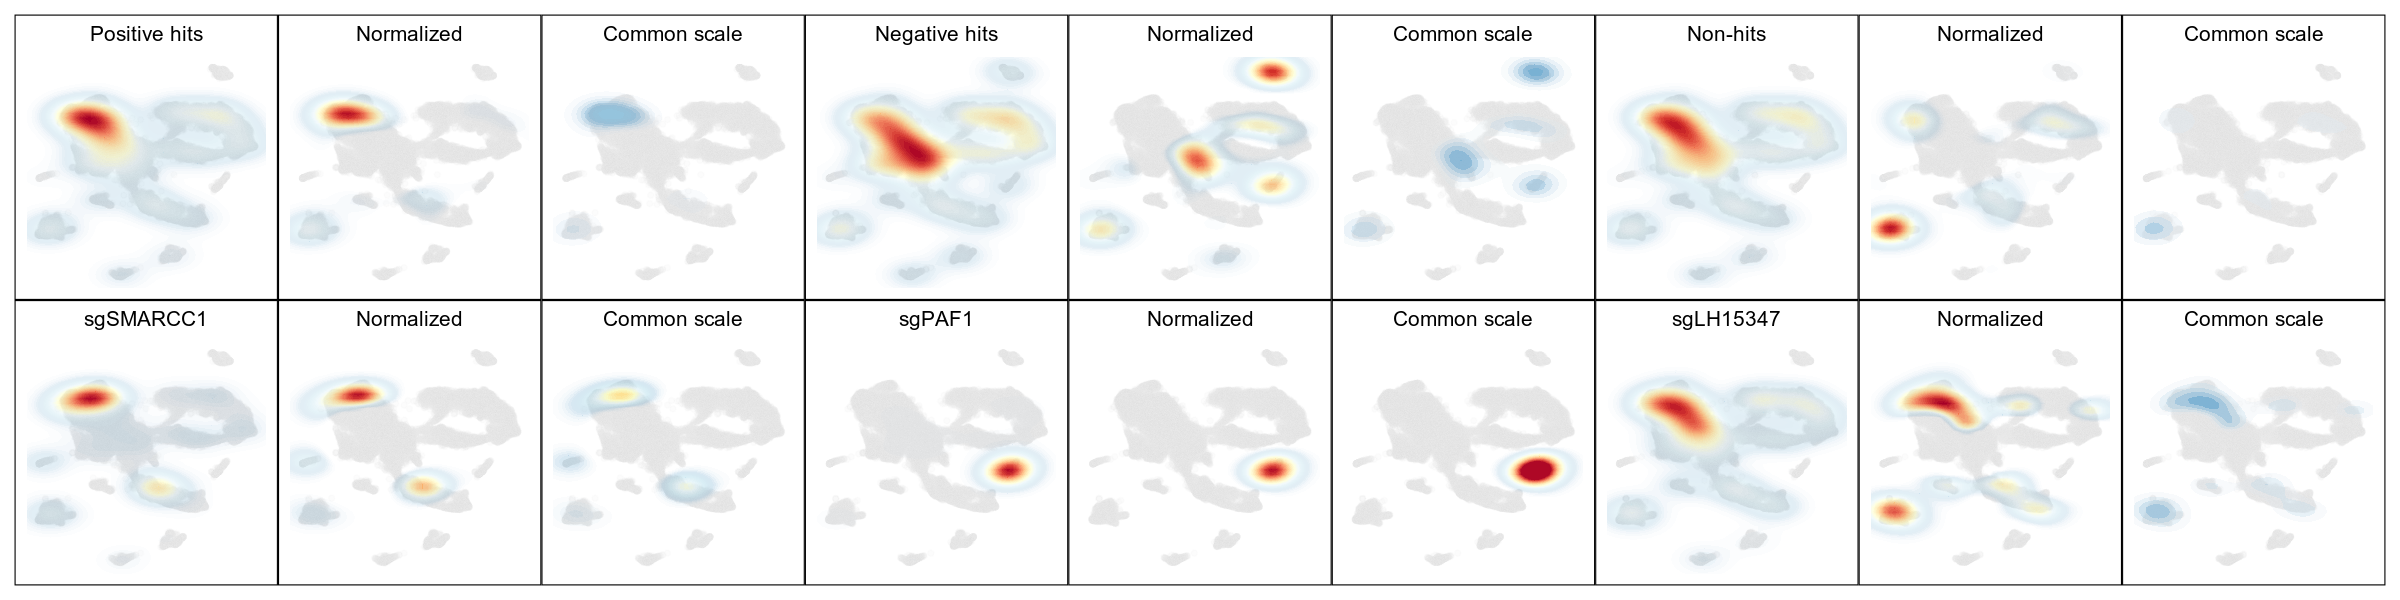 Positive hits
Normalized
Common scale
Negative hits
Normalized
Common scale
Non-hits
Normalized
Common scale
sgSMARCC1
Normalized
Common scale
sgPAF1
Normalized
Common scale
sgLH15347
Normalized
Common scale